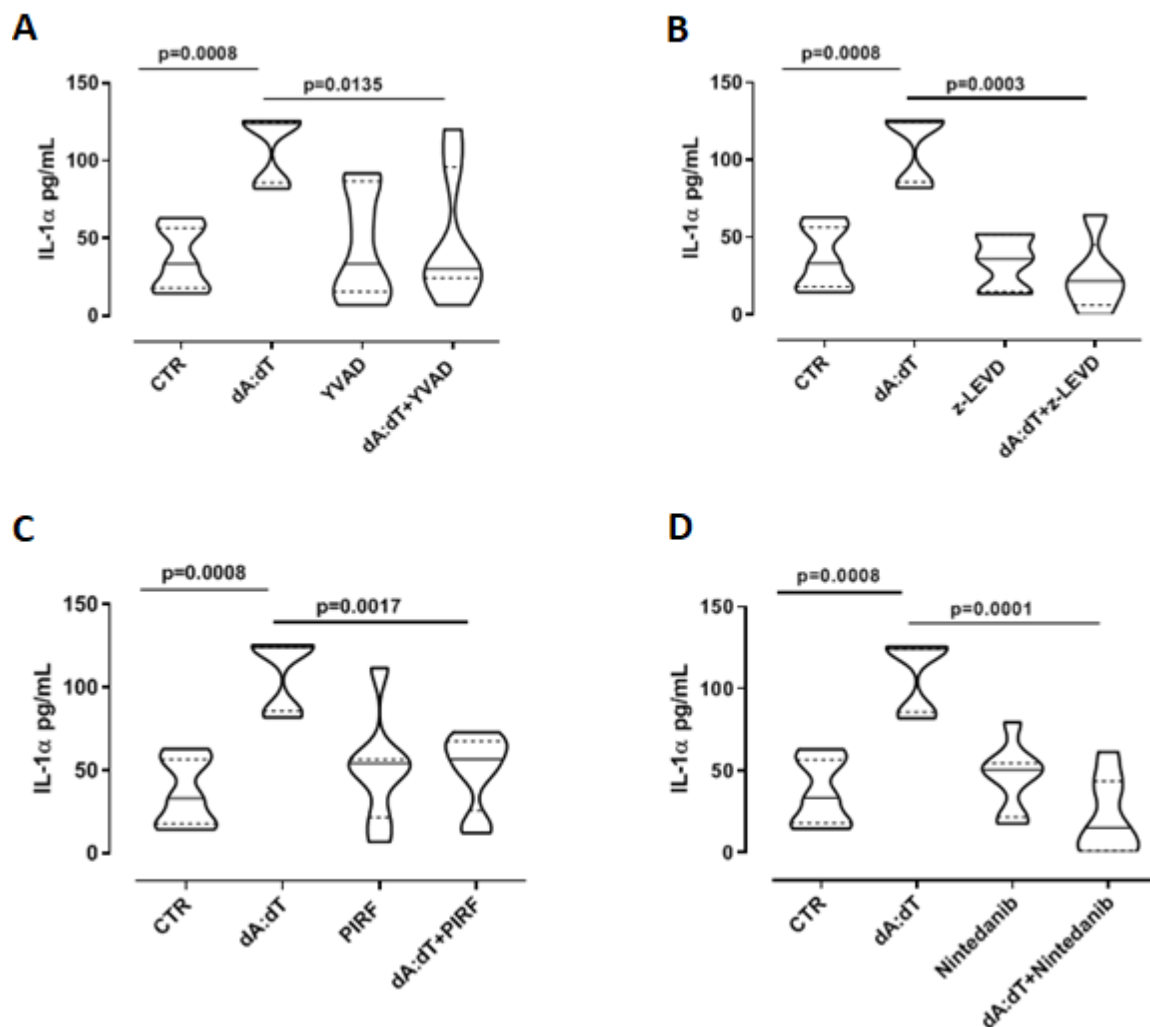 A
p=0.0008
p=0.0135
IL-1α pg/mL
150
100
50
0
CTR
dA:dT
YVAD
dA:dT+YVAD
B
p=0.0008
p=0.0003
IL-1α pg/mL
150
100
50
0
CTR
dA:dT
z-LEVD
dA:dT+z-LEVD
C
p=0.0008
p=0.0017
IL-1α pg/mL
150
100
50
0
CTR
dA:dT
PIRF
dA:dT+PIRF
D
p=0.0008
p=0.0001
IL-1α pg/mL
150
100
50
0
CTR
dA:dT
Nintedanib
dA:dT+Nintedanib